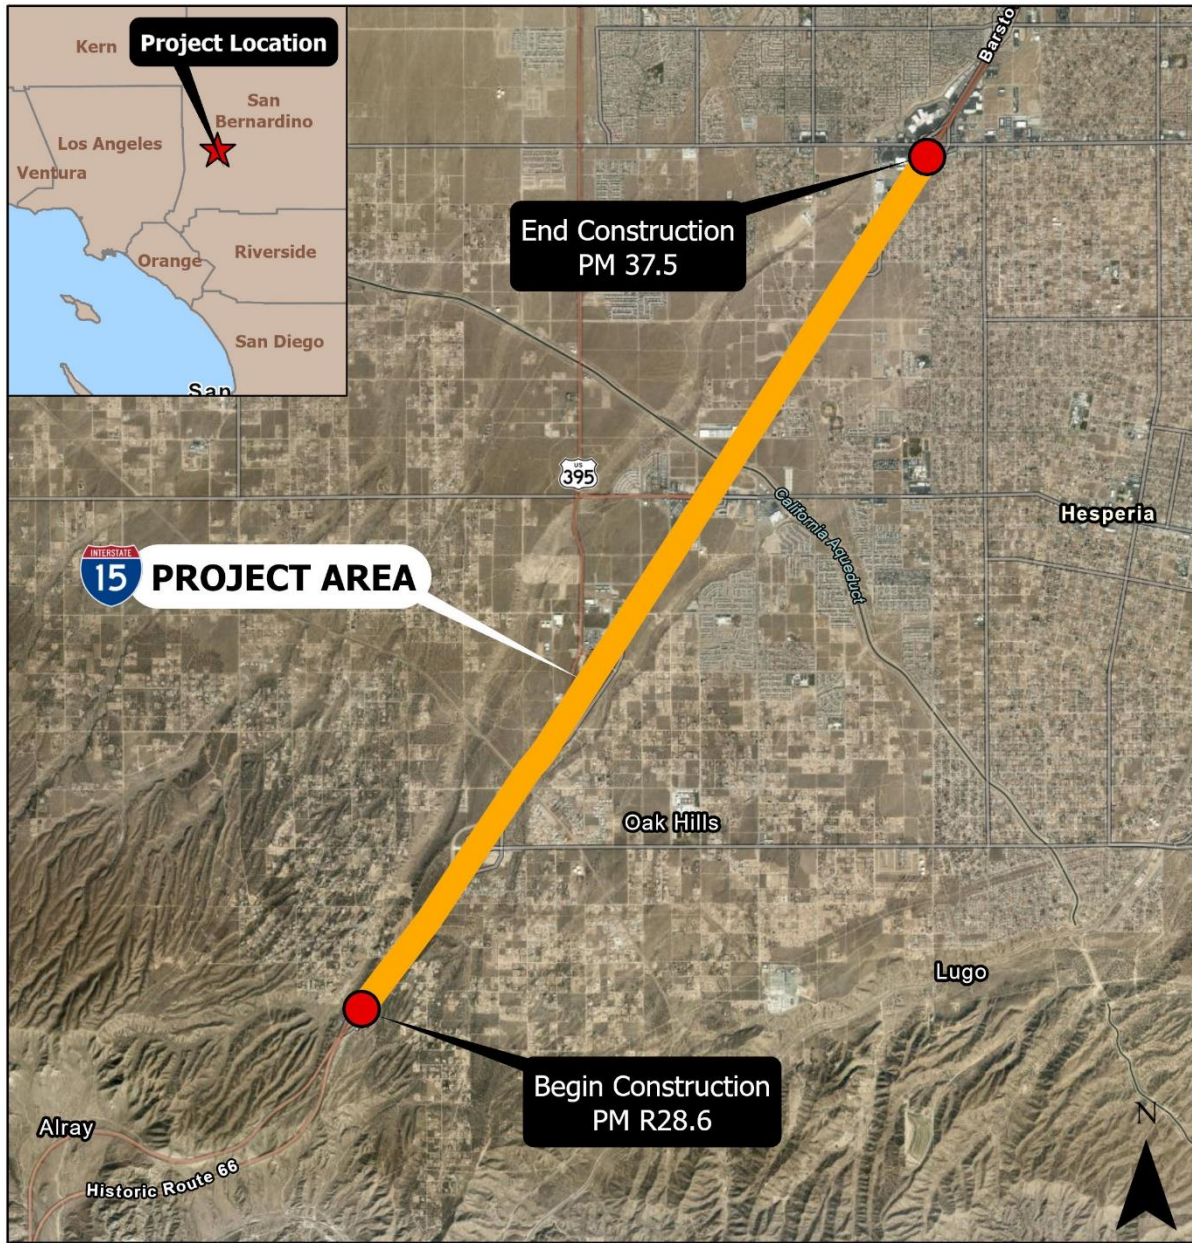 Kern
Project Location
San
Bernardino
Los Angeles
Ventura
Orange
Riverside
San Diego
San
Barsto
End Construction
PM 37.5
US
395
California Aqueduct
Hesperia
INTERSTATE
15
PROJECT AREA
Oak Hills
Lugo
Begin Construction
PM R28.6
Alray
Historic Route 66
N